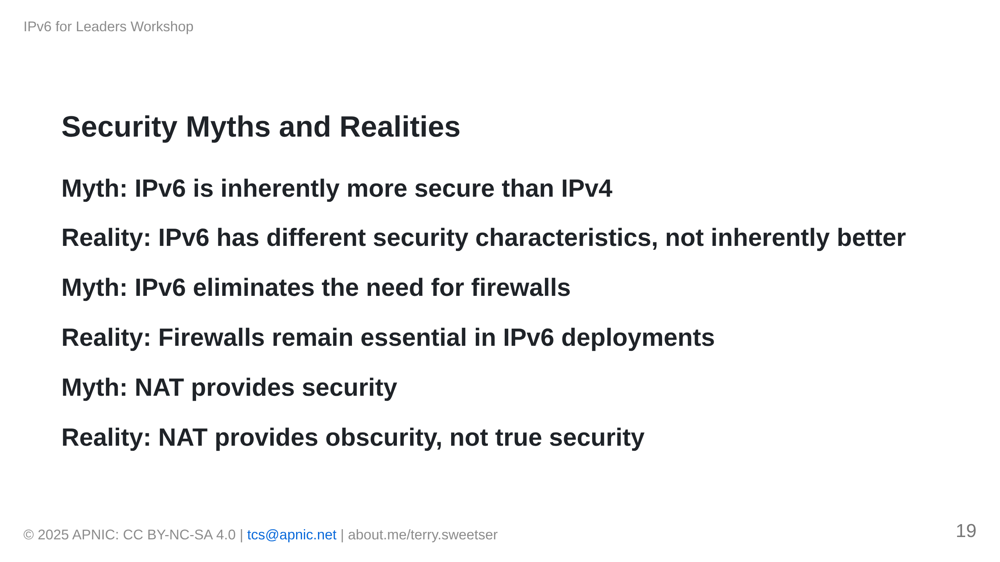 IPv6 for Leaders Workshop
Security Myths and Realities
Myth: IPv6 is inherently more secure than IPv4
Reality: IPv6 has different security characteristics, not inherently better
Myth: IPv6 eliminates the need for firewalls
Reality: Firewalls remain essential in IPv6 deployments
Myth: NAT provides security
Reality: NAT provides obscurity, not true security
© 2025 APNIC: CC BY-NC-SA 4.0 | tcs@apnic.net | about.me/terry.sweetser
19